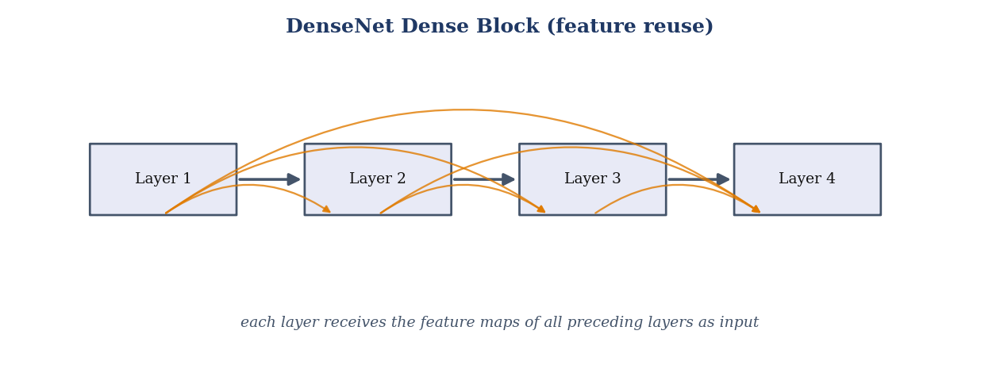 DenseNet Dense Block (feature reuse)
Layer 1
Layer 2
Layer 3
Layer 4
each layer receives the feature maps of all preceding layers as input